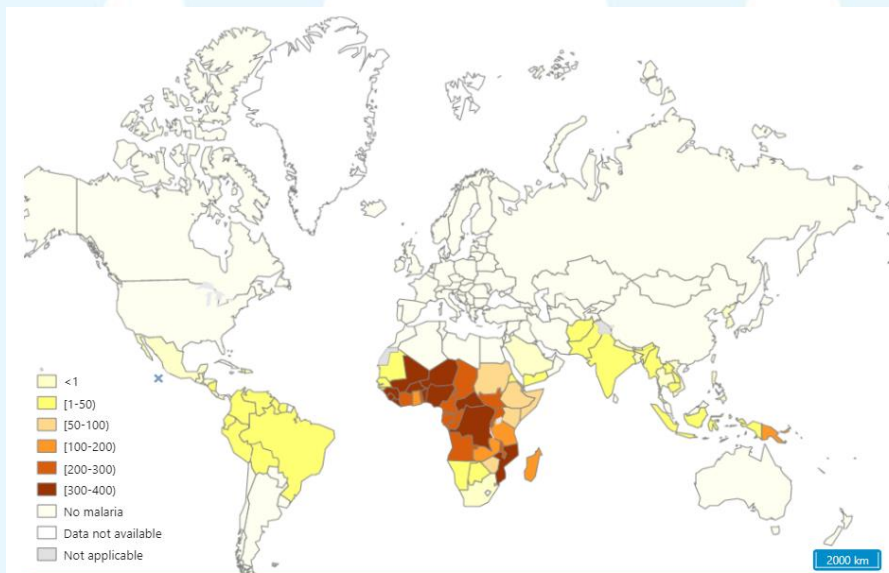 <1
[1-50)
[50-100)
[100-200)
[200-300)
[300-400)
No malaria
Data not available
Not applicable
2000 km